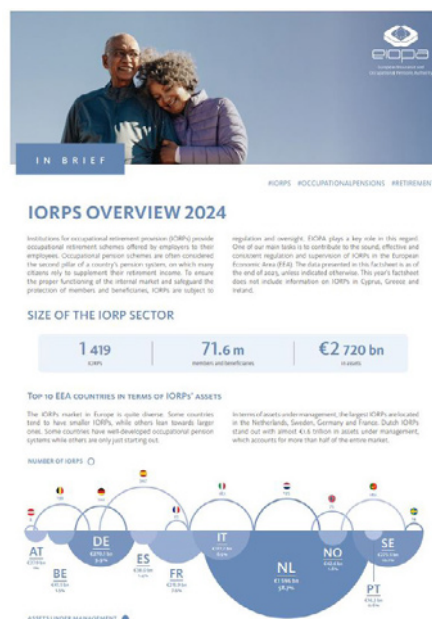 eiopa
IN BRIEF
#IORPS #OCCUPATIONALPENSIONS #RETIREMENT
IORPS OVERVIEW 2024
Institutions for occupational retirement provision (IORPs) provide
occupational retirement schemes offered by employers to their
employees. Occupational pension schemes are often considered
the second pillar of a country's pension system, on which many
citizens rely to supplement their retirement income. To ensure
the proper functioning of the internal market and safeguard the
protection of members and beneficiaries, IORPs are subject to
regulation and oversight. EIOPA plays a key role in this regard.
One of our main tasks is to contribute to the sound, effective and
consistent regulation and supervision of IORPs in the European
Economic Area (EEA). The data presented in this factsheet is as of
the end of 2023, unless indicated otherwise. This year's factsheet
does not include information on IORPs in Cyprus, Greece and
Ireland.
SIZE OF THE IORP SECTOR
1 419
IORPs
71.6 m
members and beneficiaries
€2 720 bn
in assets
TOP 10 EEA COUNTRIES IN TERMS OF IORPS' ASSETS
The IORPs market in Europe is quite diverse. Some countries
tend to have smaller IORPs, while others lean towards larger
ones. Some countries have well-developed occupational pension
systems while others are only just starting out.
In terms of assets under management, the largest IORPs are located
in the Netherlands, Sweden, Germany and France. Dutch IORPs
stand out with almost €1.6 trillion in assets under management,
which accounts for more than half of the entire market.
NUMBER OF IORPS
AT
BE
DE
ES
FR
IT
NL
NO
SE
PT
ASSETS UNDER MANAGEMENT